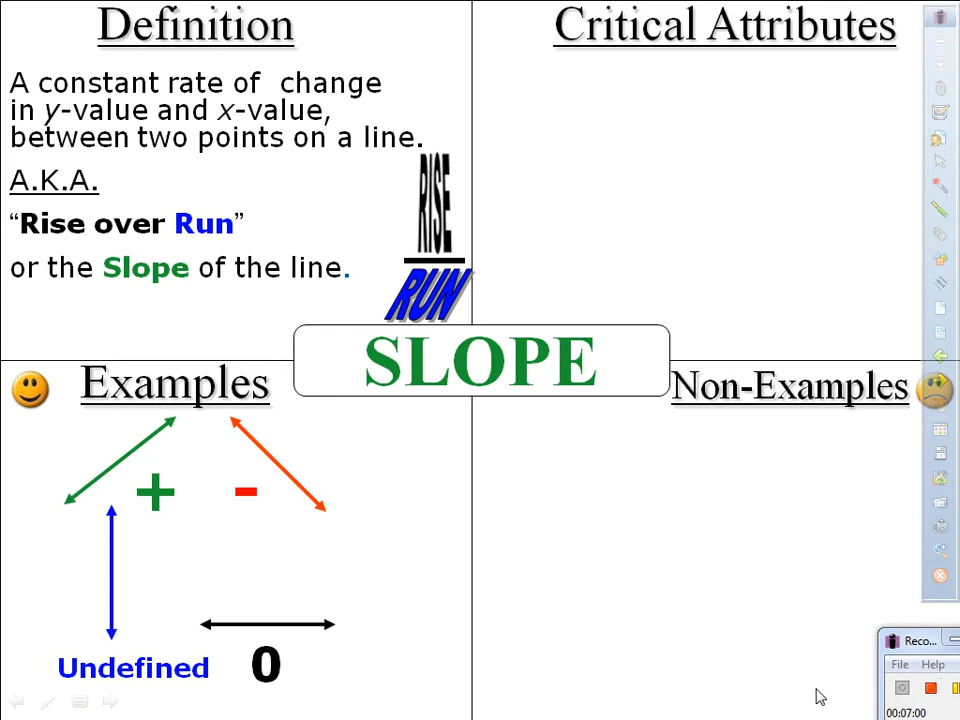 Definition
A constant rate of change
in y-value and x-value,
between two points on a line.
A.K.A.
“Rise over Run”
or the Slope of the line.
RISE
RUN
Critical Attributes
SLOPE
Examples
+ -
Undefined 0
Non-Examples
Reco...
File Help
00:07:00